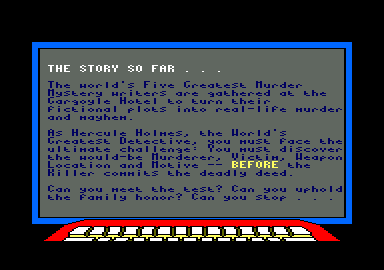 THE STORY SO FAR . . .
The world's Five Greatest Murder
Mystery writers are gathered at the
Gargoyle Hotel to turn their
fictional plots into real-life murder
and mayhem.
As Hercule Holmes, the World's
Greatest Detective, you must face the
ultimate challenge! You must discover
the would-be Murderer, Victim, Weapon
Location and Motive -- BEFORE the
Killer commits the deadly deed.
Can you meet the test? Can you uphold
the family honor? Can you stop . . .